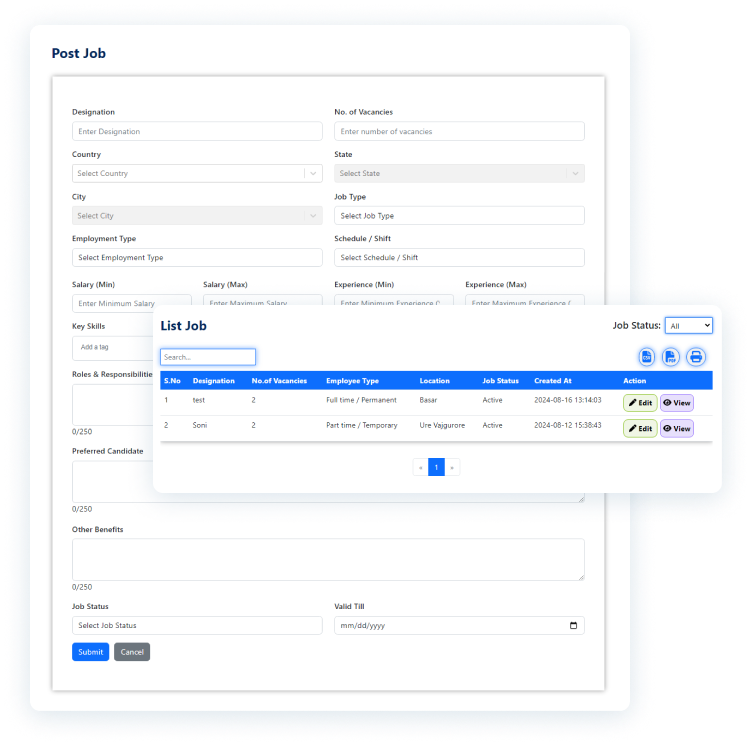 Post Job
Designation No. of Vacancies
Enter Designation Enter number of vacancies
Country State
Select Country Select State
City Job Type
Select City Select Job Type
Employment Type Schedule / Shift
Select Employment Type Select Schedule / Shift
Salary (Min) Salary (Max) Experience (Min) Experience (Max)
Enter Minimum Salary Enter Maximum Salary Enter Minimum Experience Enter Maximum Experience
Key Skills
Add a tag
Roles & Responsibilities
0/250
Preferred Candidate
0/250
Other Benefits
0/250
Job Status Valid Till
Select Job Status mm/dd/yyyy
Submit Cancel
List Job Job Status: All
Search... CSV PDF
S.No Designation No.of Vacancies Employee Type Location Job Status Created At Action
1 test 2 Full time / Permanent Basar Active 2024-08-16 13:14:03 Edit View
2 Soni 2 Part time / Temporary Ure Vajgurore Active 2024-08-12 15:38:43 Edit View
« 1 »